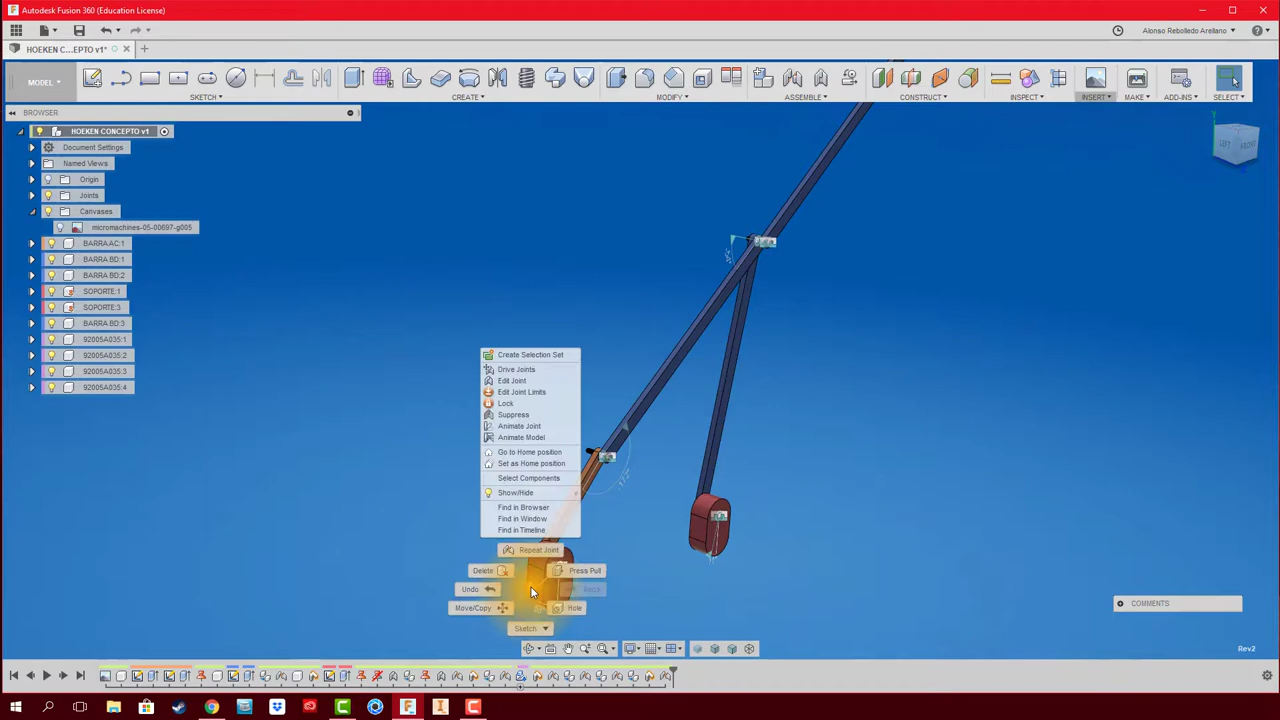 Autodesk Fusion 360 (Education License)
Alonso Rebolledo Arellano
HOEKEN C...EPTO v1*
MODEL
SKETCH
CREATE
MODIFY
ASSEMBLE
CONSTRUCT
INSPECT
INSERT
MAKE
ADD-INS
SELECT
BROWSER
HOEKEN CONCEPTO v1
Document Settings
Named Views
Origin
Joints
Canvases
micromachines-05-00697-g005
BARRA AC:1
BARRA BD:1
BARRA BD:2
SOPORTE:1
SOPORTE:3
BARRA BD:3
92005A035:1
92005A035:2
92005A035:3
92005A035:4
LEFT
FRONT
Create Selection Set
Drive Joints
Edit Joint
Edit Joint Limits
Lock
Suppress
Animate Joint
Animate Model
Go to Home position
Set as Home position
Select Components
Show/Hide
Find in Browser
Find in Window
Find in Timeline
Repeat Joint
Delete
Press Pull
Undo
Redo
Move/Copy
Hole
Sketch
COMMENTS
Rev2